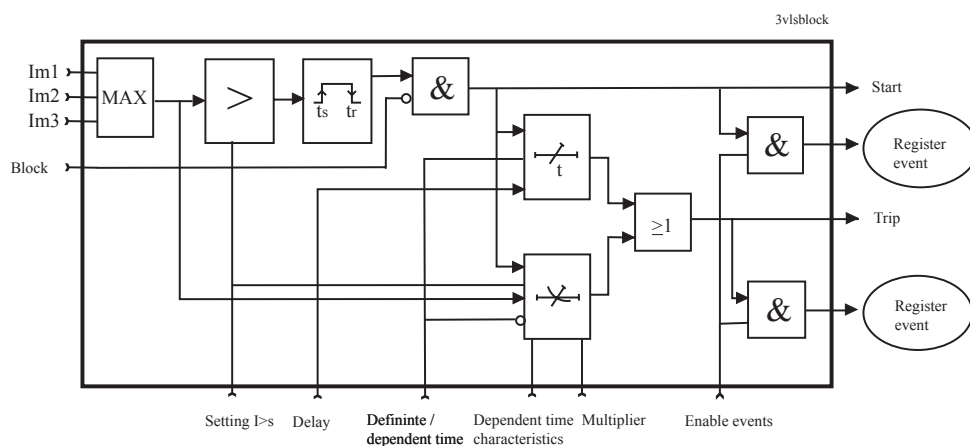 3vlsblock
Im1
Im2
Im3
MAX
>
ts
tr
&
Start
Register
event
&
Block
t
≥1
Trip
&
Register
event
Setting I>s
Delay
Defininte /
dependent time
Dependent time
characteristics
Multiplier
Enable events